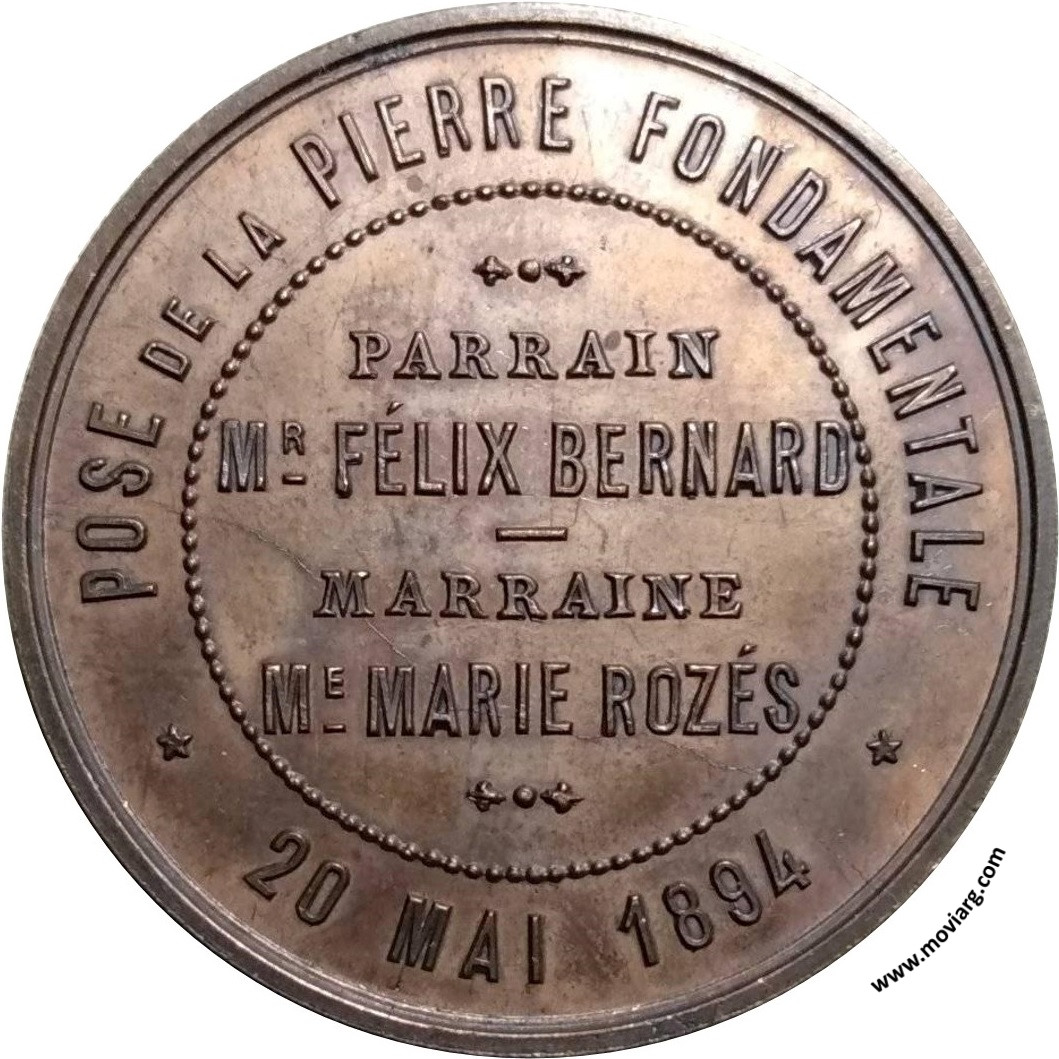 POSE DE LA PIERRE FONDAMENTALE
PARRAIN
MR FÉLIX BERNARD
MARRAINE
ME MARIE ROZÉS
20 MAI 1894
www.moviarg.com